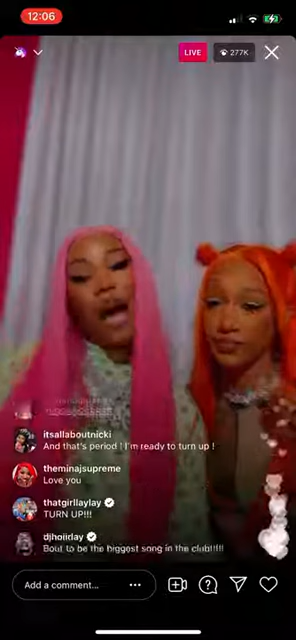 12:06
LIVE
277K
itsallaboutnicki
And that's period ! I'm ready to turn up !
theminajsupreme
Love you
thatgirllaylay
TURN UP!!!
djhoiirlay
Bout to be the biggest song in the club!!!!!
Add a comment...